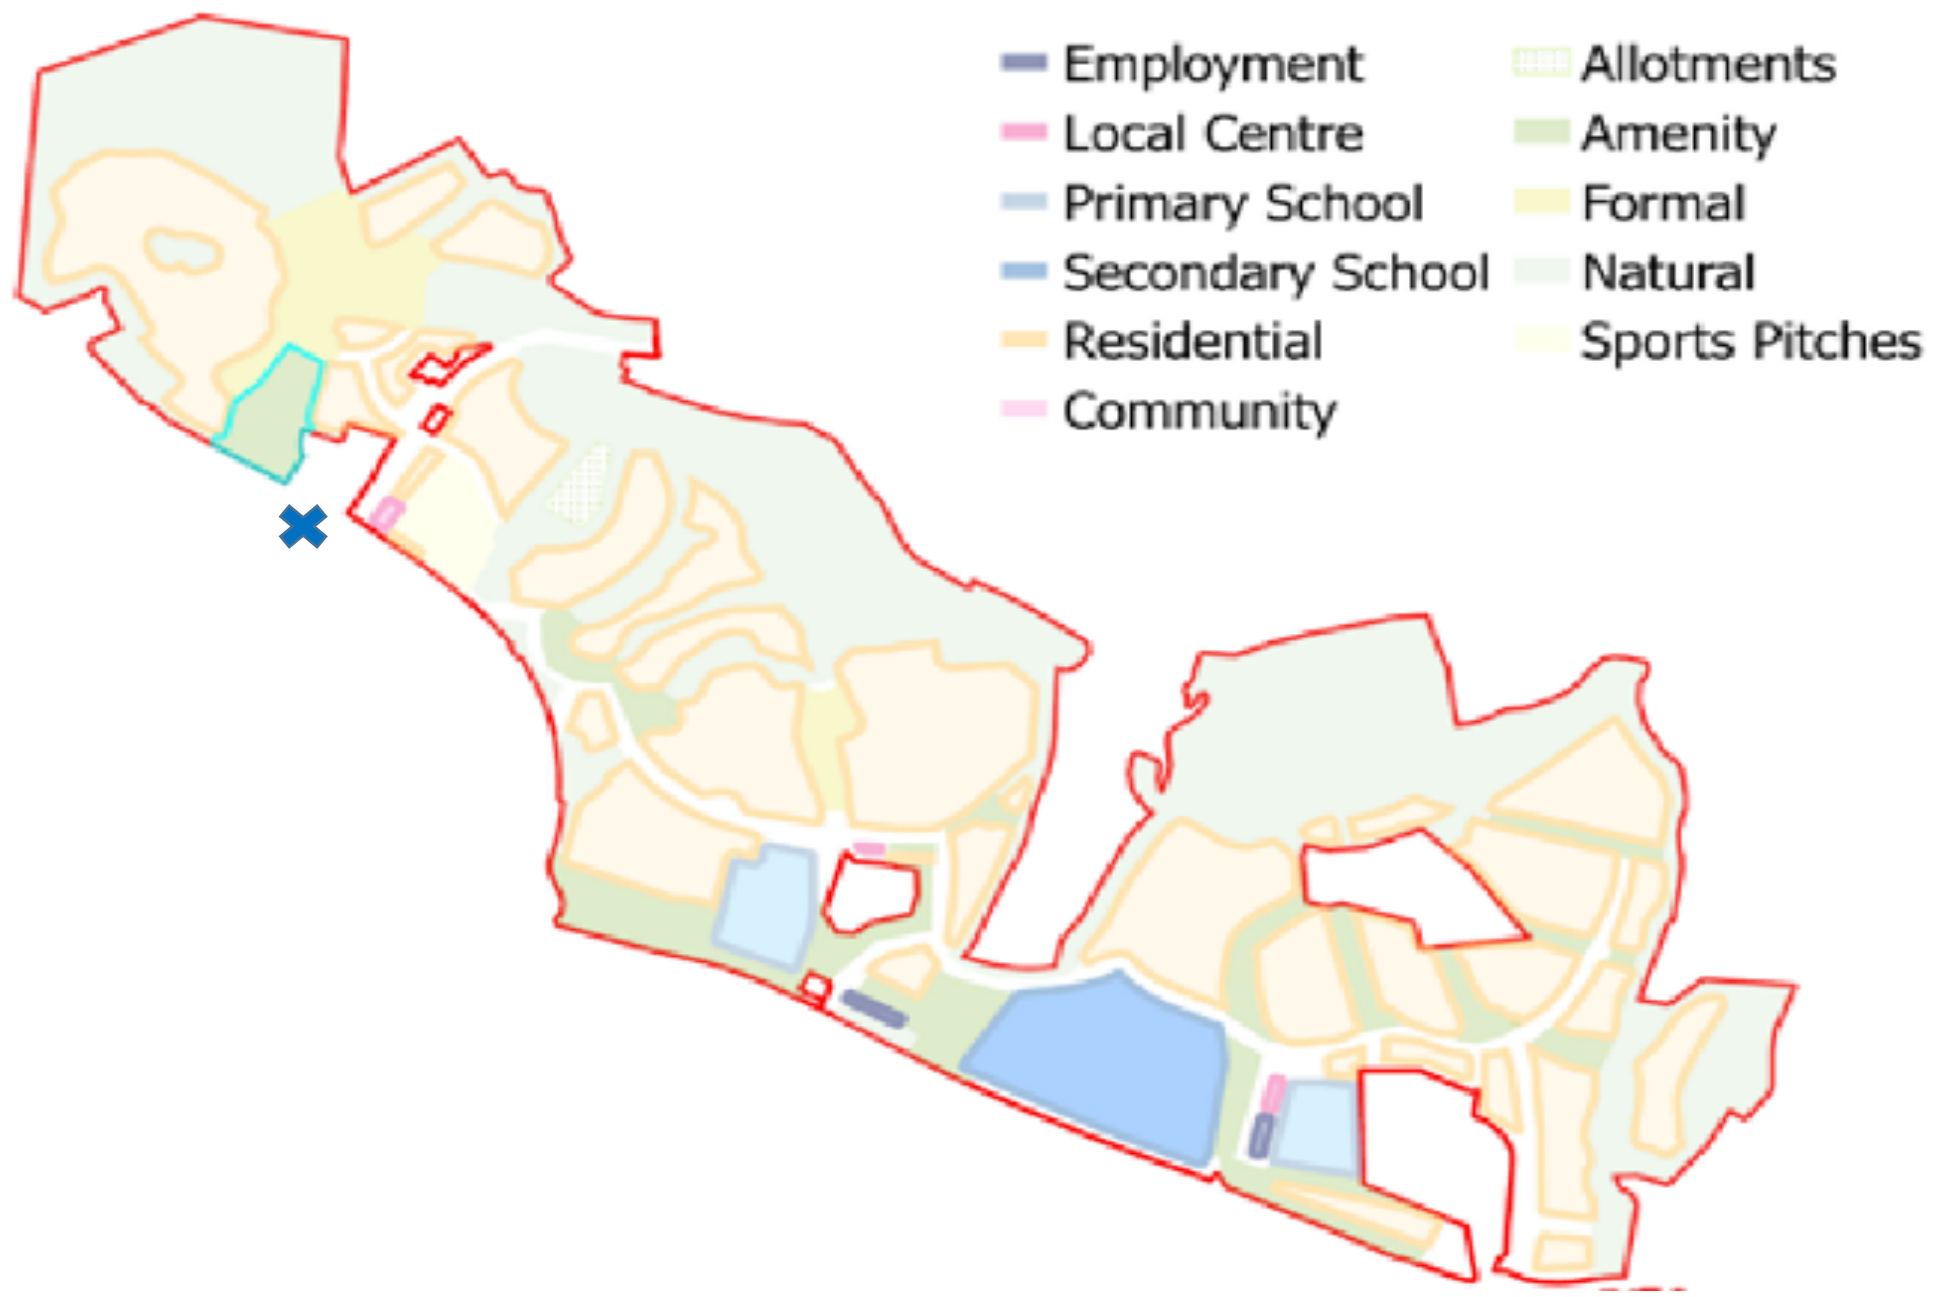 Employment
Local Centre
Primary School
Secondary School
Residential
Community
Allotments
Amenity
Formal
Natural
Sports Pitches